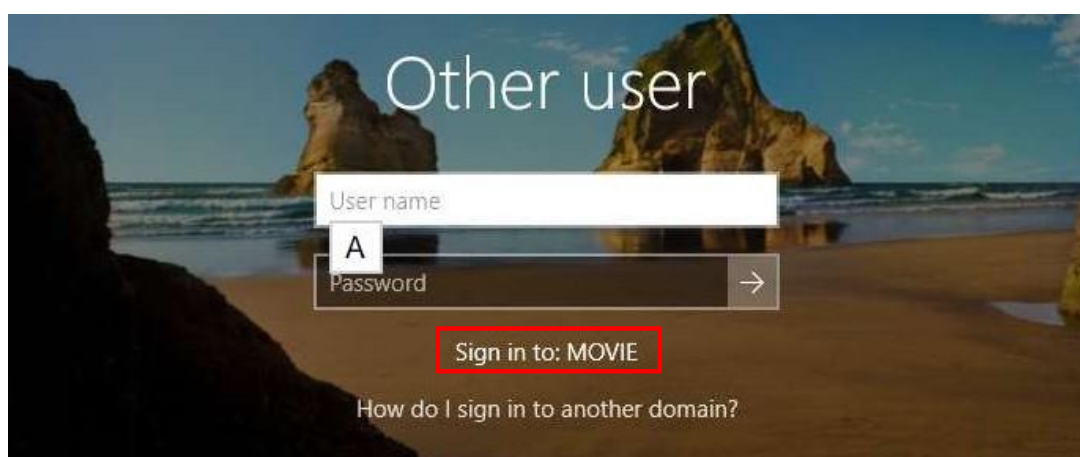 Other user
User name
A
Password
Sign in to: MOVIE
How do I sign in to another domain?